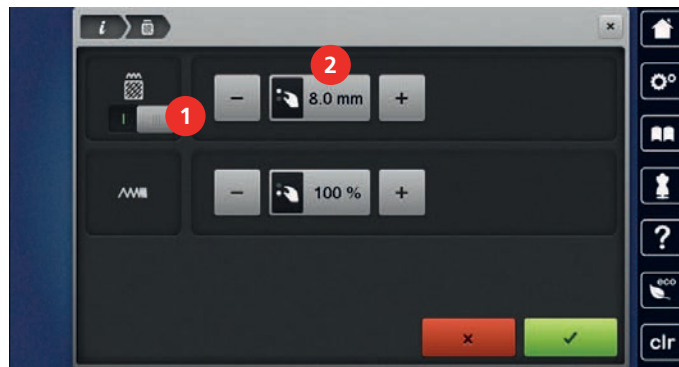 i
×
2
− 8.0 mm +
I
1
− 100 % +
?
eco
× ✓
clr